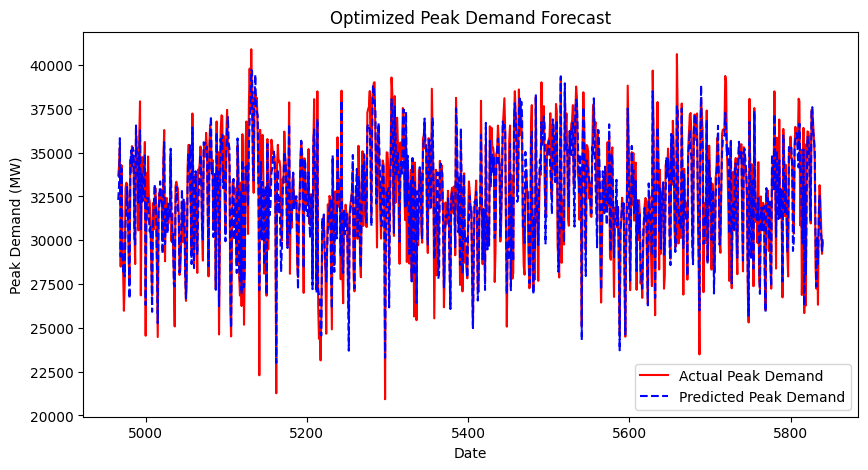 Optimized Peak Demand Forecast
Peak Demand (MW)
40000
37500
35000
32500
30000
27500
25000
22500
20000
5000
5200
5400
5600
5800
Date
Actual Peak Demand
Predicted Peak Demand